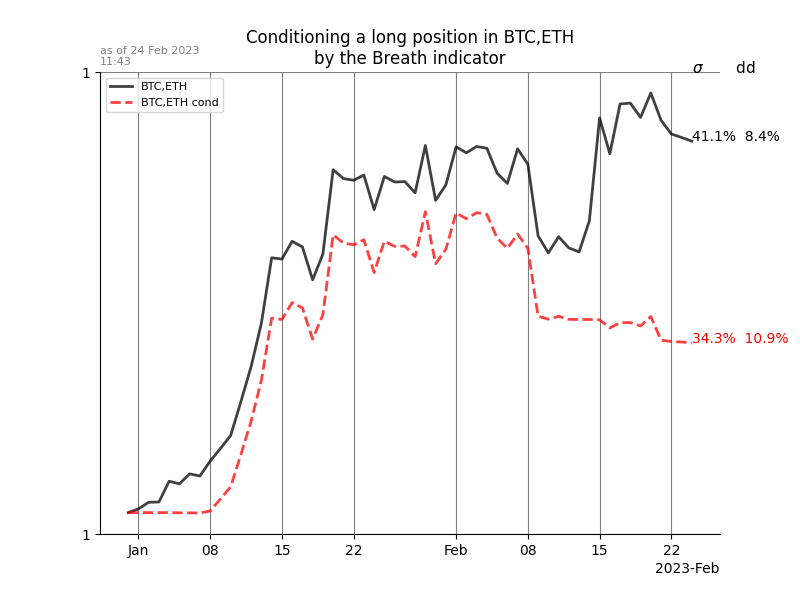 Conditioning a long position in BTC,ETH
by the Breath indicator
as of 24 Feb 2023
11:43
σ dd
1
BTC,ETH
BTC,ETH cond
41.1% 8.4%
34.3% 10.9%
1
Jan 08 15 22 Feb 08 15 22
2023-Feb